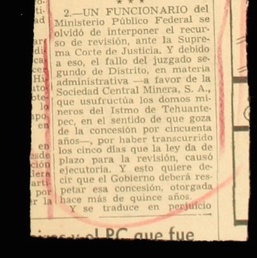 * * *
2.—UN FUNCIONARIO del
Ministerio Público Federal se
olvidó de interponer el recur-
so de revisión, ante la Supre-
ma Corte de Justicia. Y debido
a eso, el fallo del juzgado se-
gundo de Distrito, en materia
administrativa —a favor de la
Sociedad Central Minera, S. A.,
que usufructúa los domos mi-
neros del Istmo de Tehuante-
pec, en el sentido de que goza
de la concesión por cincuenta
años—, por haber transcurrido
los cinco días que la ley da de
plazo para la revisión, causó
ejecutoria. Y esto quiere de-
cir que el Gobierno deberá res-
petar esa concesión, otorgada
hace más de quince años.
Y se traduce en perjuicio
el PC que fue